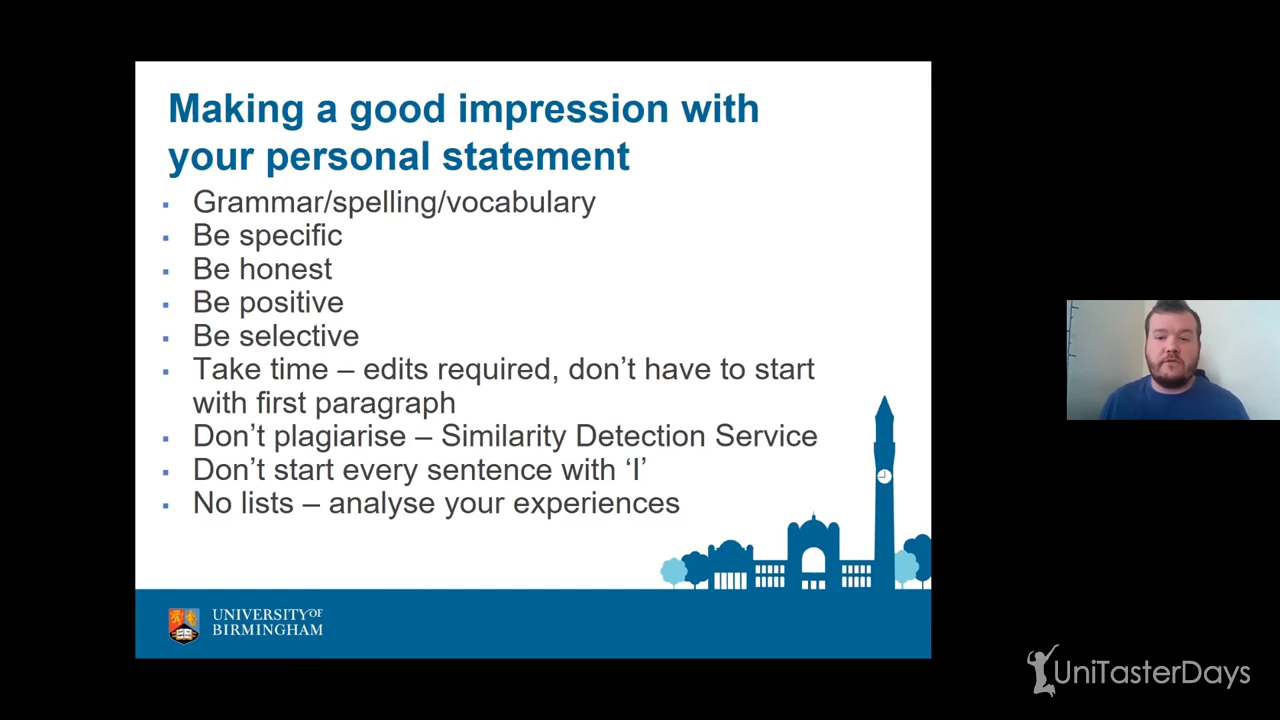 Making a good impression with
your personal statement
▪ Grammar/spelling/vocabulary
▪ Be specific
▪ Be honest
▪ Be positive
▪ Be selective
▪ Take time – edits required, don’t have to start
with first paragraph
▪ Don’t plagiarise – Similarity Detection Service
▪ Don’t start every sentence with ‘I’
▪ No lists – analyse your experiences
UNIVERSITY OF
BIRMINGHAM
UniTasterDays